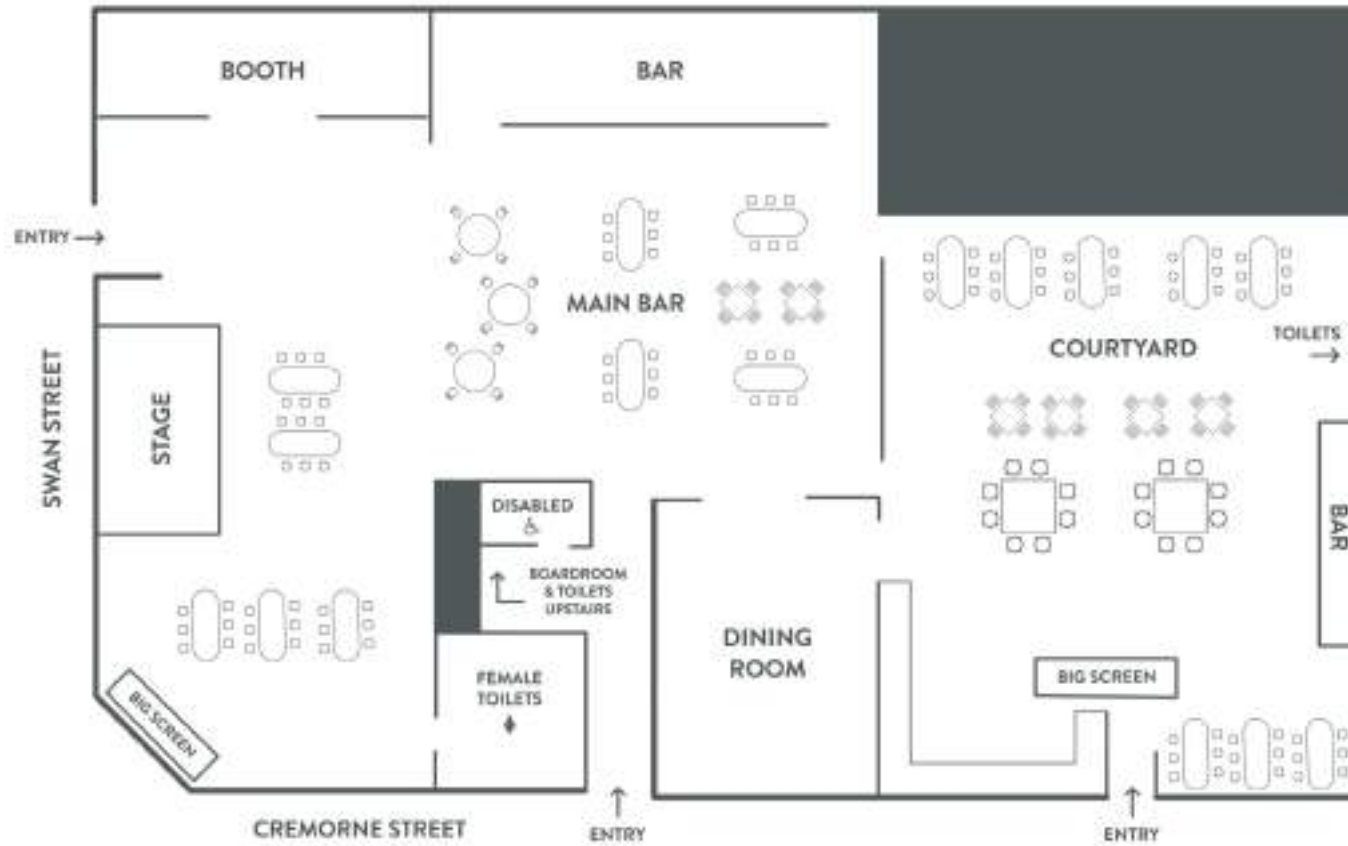 BOOTH
BAR
ENTRY
MAIN BAR
COURTYARD
TOILETS
SWAN STREET
STAGE
DISABLED
BOARDROOM
& TOILETS
UPSTAIRS
BAR
DINING
ROOM
FEMALE
TOILETS
BIG SCREEN
BIG SCREEN
CREMORNE STREET
ENTRY
ENTRY